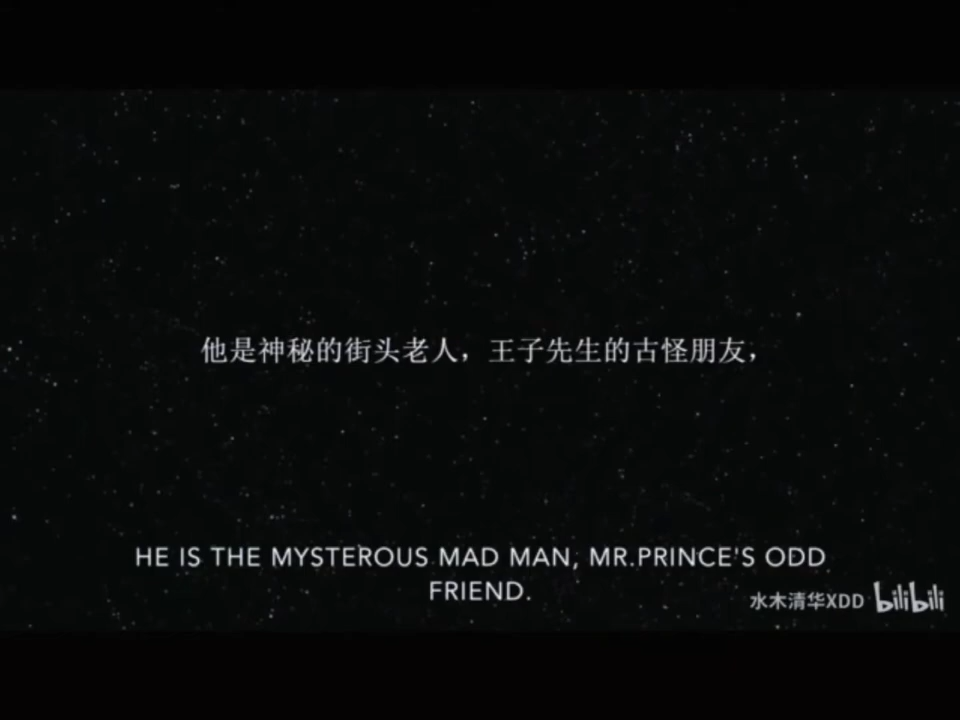 他是神秘的街头老人，王子先生的古怪朋友，
HE IS THE MYSTEROUS MAD MAN, MR.PRINCE'S ODD
FRIEND.
水木清华XDD bilibili